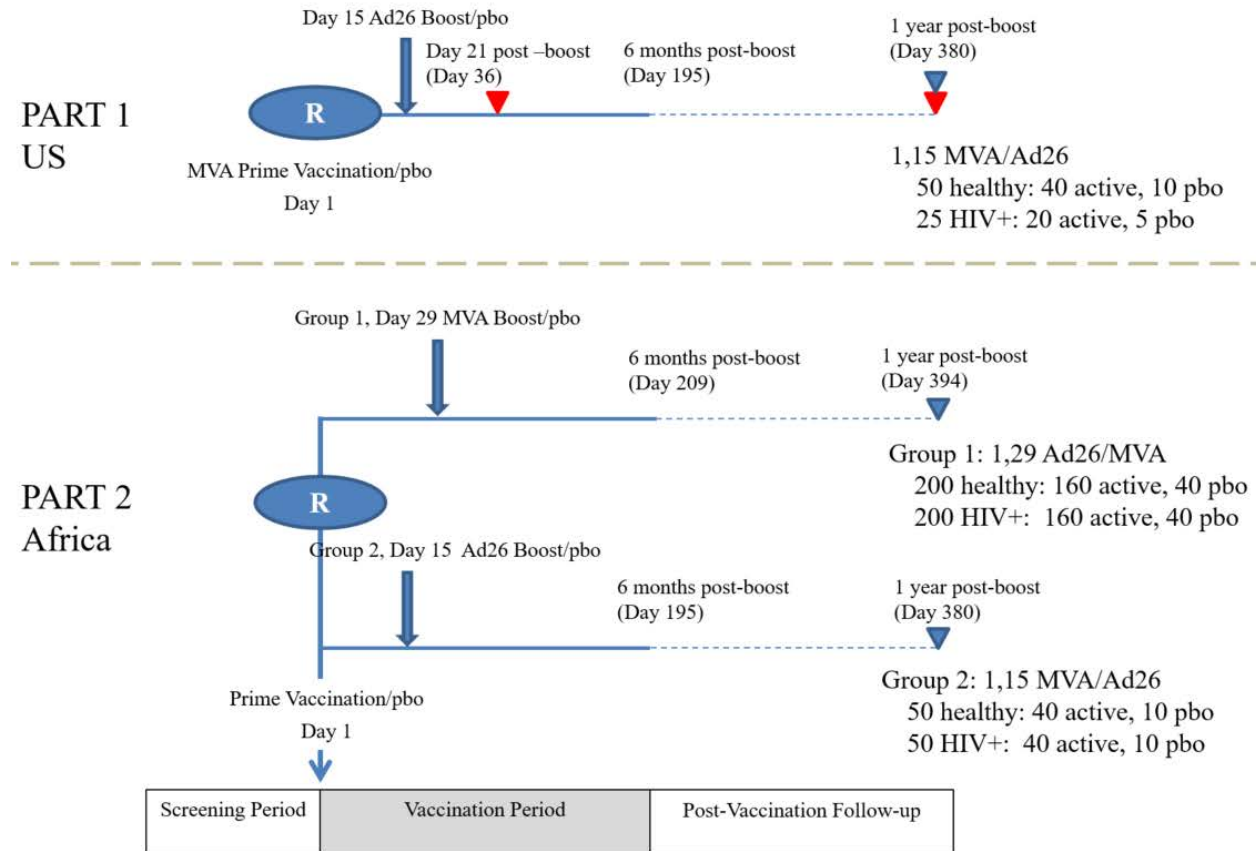 Day 15 Ad26 Boost/pbo
Day 21 post –boost
(Day 36)
6 months post-boost
(Day 195)
1 year post-boost
(Day 380)
PART 1
US
R
MVA Prime Vaccination/pbo
Day 1
1,15 MVA/Ad26
50 healthy: 40 active, 10 pbo
25 HIV+: 20 active, 5 pbo
Group 1, Day 29 MVA Boost/pbo
6 months post-boost
(Day 209)
1 year post-boost
(Day 394)
Group 1: 1,29 Ad26/MVA
200 healthy: 160 active, 40 pbo
200 HIV+: 160 active, 40 pbo
PART 2
Africa
R
Group 2, Day 15 Ad26 Boost/pbo
6 months post-boost
(Day 195)
1 year post-boost
(Day 380)
Group 2: 1,15 MVA/Ad26
50 healthy: 40 active, 10 pbo
50 HIV+: 40 active, 10 pbo
Prime Vaccination/pbo
Day 1
Screening Period
Vaccination Period
Post-Vaccination Follow-up